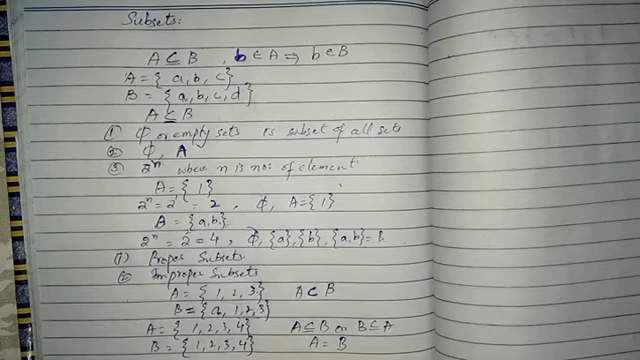 Subsets:
A ⊂ B , b ∈ A ⇒ b ∈ B
A = { a, b, c}
B = { a, b, c, d }
A ⊆ B
① Φ or empty sets is subset of all sets
② Φ, A
③ 2ⁿ where n is no: of element
A = { 1 }
2ⁿ = 2¹ = 2 . Φ, A = { 1 }
A = {a, b}
2ⁿ = 2² = 4 , Φ, {a}, {b}, {a, b} = B
(1) Proper Subsets
② Improper Subsets
A = { 1, 2, 3 } A ⊂ B
B = {a, 1, 2, 3}
A = { 1, 2, 3, 4 } A ⊆ B or B ⊆ A
B = { 1, 2, 3, 4 } A = B